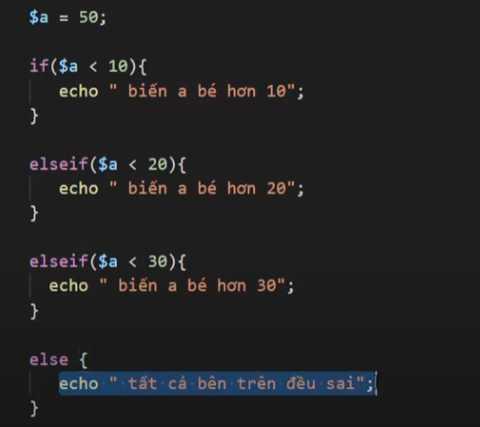 $a = 50;
if($a < 10){
echo " biến a bé hơn 10";
}
elseif($a < 20){
echo " biến a bé hơn 20";
}
elseif($a < 30){
echo " biến a bé hơn 30";
}
else {
echo " tất cả bên trên đều sai";
}